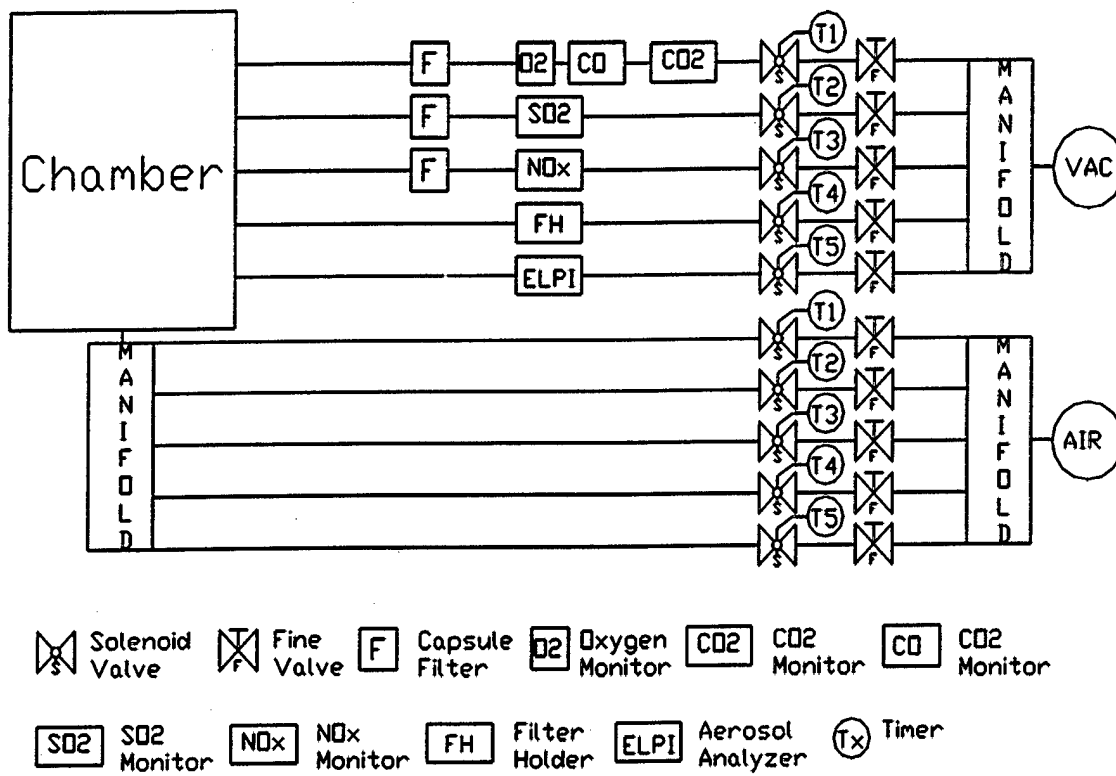 T1
F O2 CO CO2 S F
T2
F SO2 S F
T3
Chamber F NOx S F VAC
T4
FH S F
T5
ELPI S F
MANIFOLD
T1
S F
T2
S F
T3
S F AIR
T4
S F
T5
S F
MANIFOLD
MANIFOLD
S Solenoid Valve
F Fine Valve
F Capsule Filter
O2 Oxygen Monitor
CO2 CO2 Monitor
CO CO2 Monitor
SO2 SO2 Monitor
NOx NOx Monitor
FH Filter Holder
ELPI Aerosol Analyzer
Tx Timer